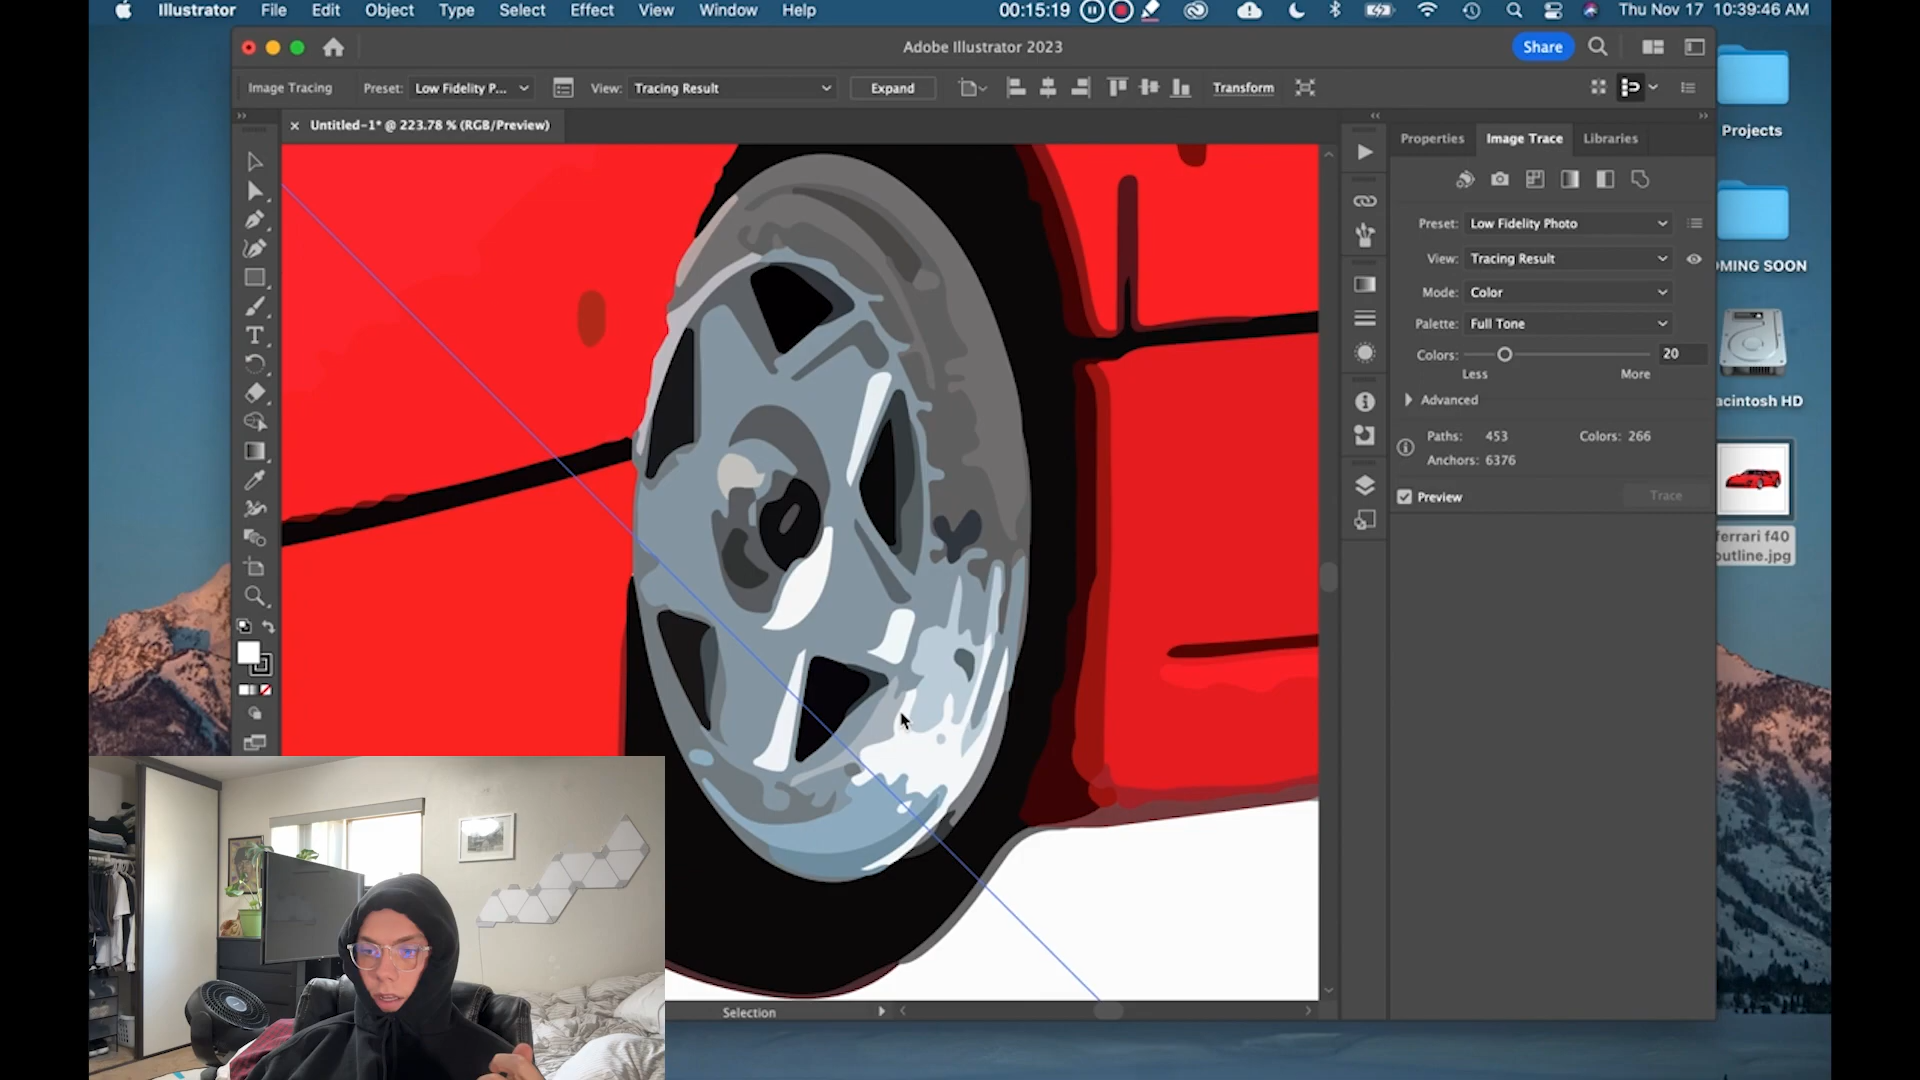 Illustrator File Edit Object Type Select Effect View Window Help 00:15:19 Thu Nov 17 10:39:46 AM
Adobe Illustrator 2023
Share
Image Tracing Preset: Low Fidelity P... View: Tracing Result Expand Transform
× Untitled-1* @ 223.78 % (RGB/Preview)
Properties Image Trace Libraries
Preset: Low Fidelity Photo
View: Tracing Result
Mode: Color
Palette: Full Tone
Colors: 20
Less More
Advanced
Paths: 453 Colors: 266
Anchors: 6376
Preview Trace
Selection
Projects
OMING SOON
acintosh HD
ferrari f40
outline.jpg